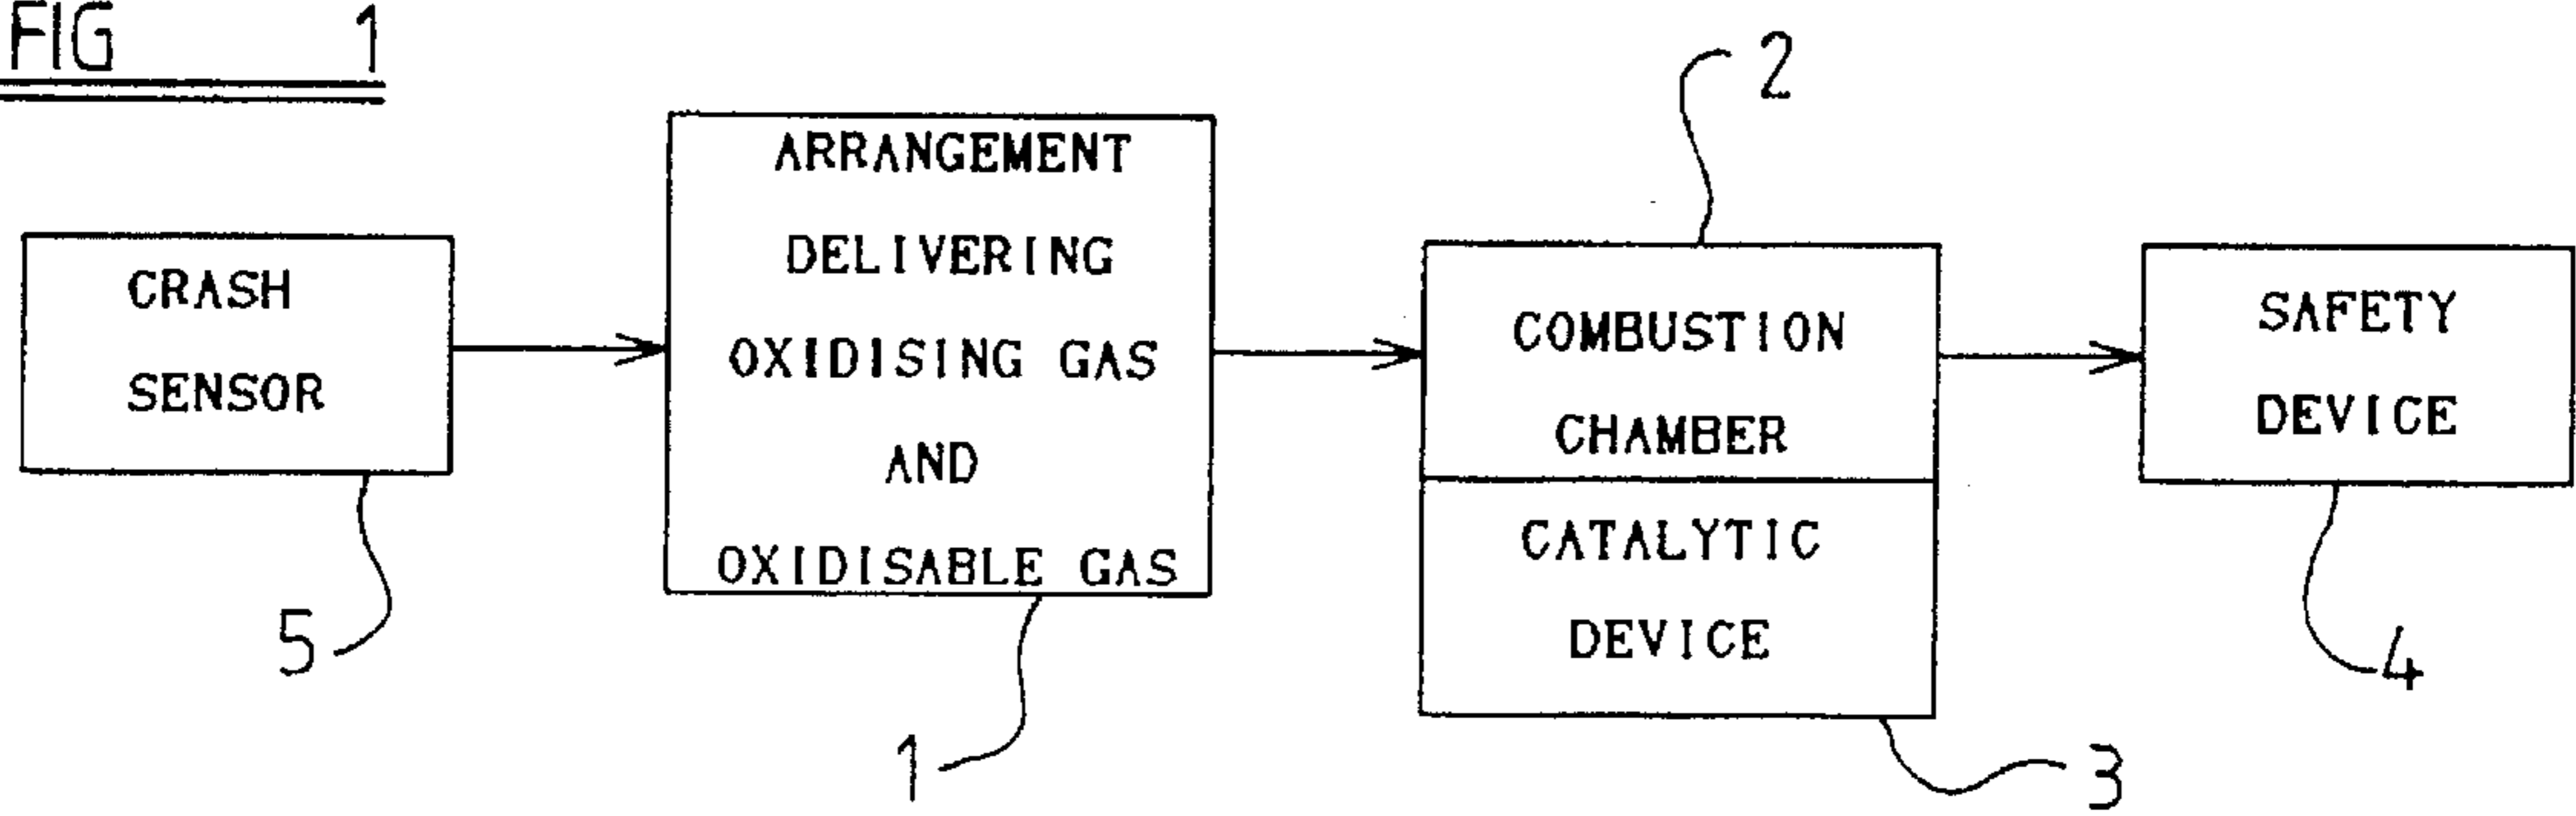 FIG 1
CRASH
SENSOR
5
ARRANGEMENT
DELIVERING
OXIDISING GAS
AND
OXIDISABLE GAS
1
2
COMBUSTION
CHAMBER
CATALYTIC
DEVICE
3
SAFETY
DEVICE
4